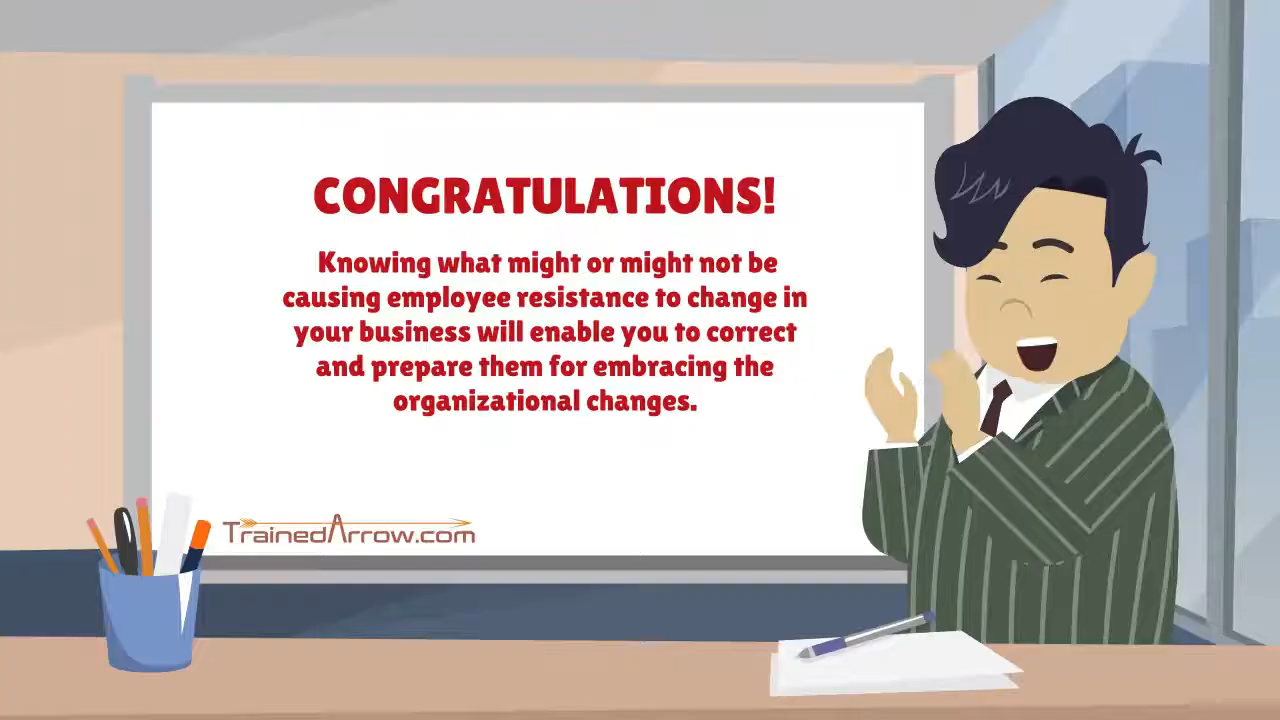 CONGRATULATIONS!
Knowing what might or might not be
causing employee resistance to change in
your business will enable you to correct
and prepare them for embracing the
organizational changes.
TrainedArrow.com